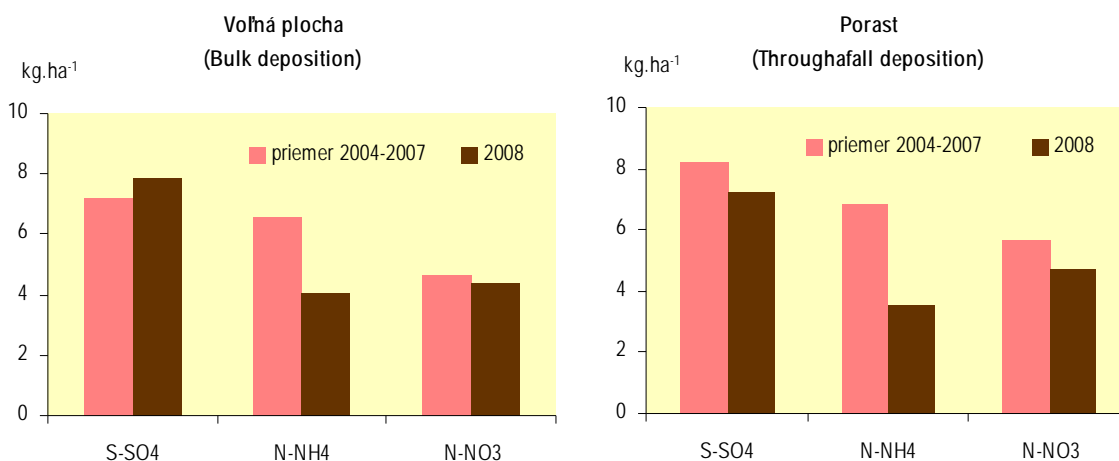 Voľná plocha
(Bulk deposition)
kg.ha-1
10
8
6
4
2
0
priemer 2004-2007
2008
S-SO4
N-NH4
N-NO3
Porast
(Throughafall deposition)
kg.ha-1
10
8
6
4
2
0
priemer 2004-2007
2008
S-SO4
N-NH4
N-NO3